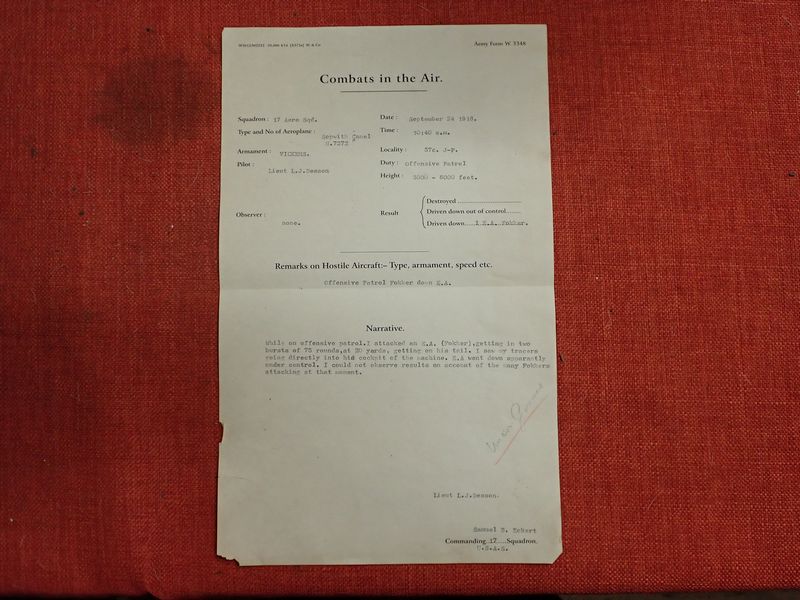 Army Form W. 3348
Combats in the Air.
Squadron : 17 Aero Sqd.
Date : September 24 1918.
Type and No of Aeroplane :
Sopwith Camel
Time : 10:40 a.m.
Armament : VICKERS.
Locality : 57c. J-P.
Pilot :
Lieut L.J.Desson
Duty : Offensive Patrol
Height : 3000 - 6000 feet.
Observer :
none.
Result
Destroyed
Driven down out of control
Driven down 1 E.A. Fokker.
Remarks on Hostile Aircraft:– Type, armament, speed etc.
Offensive Patrol Fokker down E.A.
Narrative.
While on offensive patrol.I attacked an E.A. (Fokker),getting in two
bursts of 75 rounds,at 20 yards, getting on his tail. I saw my tracers
going directly into his cockpit of the machine. E.A went down apparently
under control. I could not observe results on account of the many Fokkers
attacking at that moment.
Lieut L.J.Desson.
Samuel B. Eckert
Commanding 17 Squadron.
U.S.A.S.